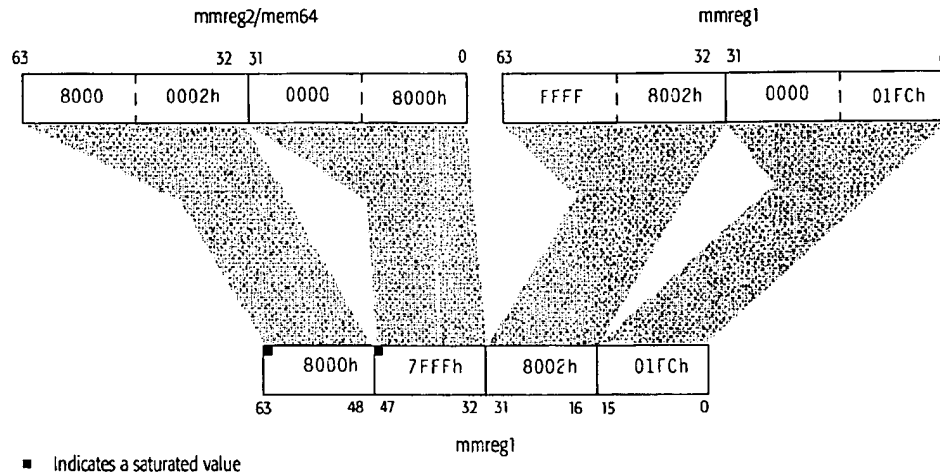 mmreg2/mem64 mmreg1
63 32 31 0 63 32 31
8000 0002h 0000 8000h FFFF 8002h 0000 01FCh
8000h 7FFFh 8002h 01FCh
63 48 47 32 31 16 15 0
mmreg1
■ Indicates a saturated value